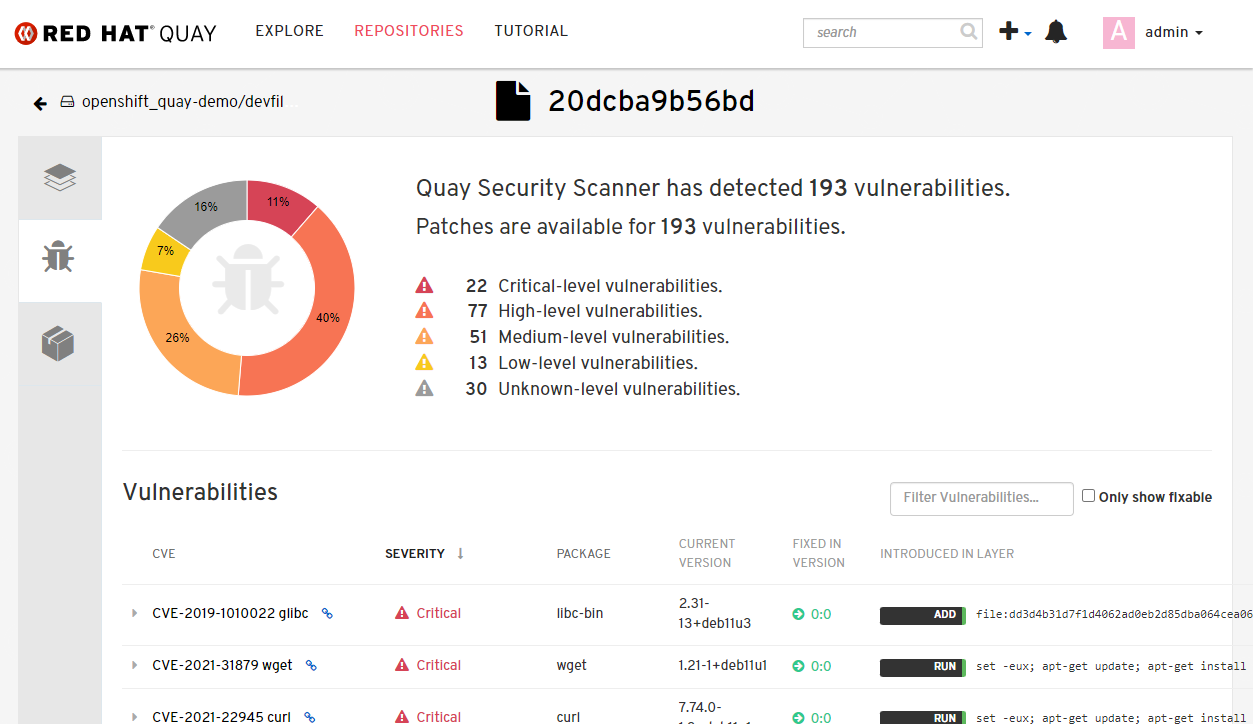 RED HAT® QUAY EXPLORE REPOSITORIES TUTORIAL search A admin
openshift_quay-demo/devfil 20dcba9b56bd
Quay Security Scanner has detected 193 vulnerabilities.
Patches are available for 193 vulnerabilities.
16% 11%
7%
40%
26%
22 Critical-level vulnerabilities.
77 High-level vulnerabilities.
51 Medium-level vulnerabilities.
13 Low-level vulnerabilities.
30 Unknown-level vulnerabilities.
Vulnerabilities Filter Vulnerabilities... Only show fixable
CVE SEVERITY ↓ PACKAGE CURRENT VERSION FIXED IN VERSION INTRODUCED IN LAYER
CVE-2019-1010022 glibc Critical libc-bin 2.31-13+deb11u3 0:0 ADD file:dd3d4b31d7f1d4062ad0eb2d85dba064cea06
CVE-2021-31879 wget Critical wget 1.21-1+deb11u1 0:0 RUN set -eux; apt-get update; apt-get install
CVE-2021-22945 curl Critical curl 7.74.0- 0:0 RUN set -eux; apt-get update; apt-get install